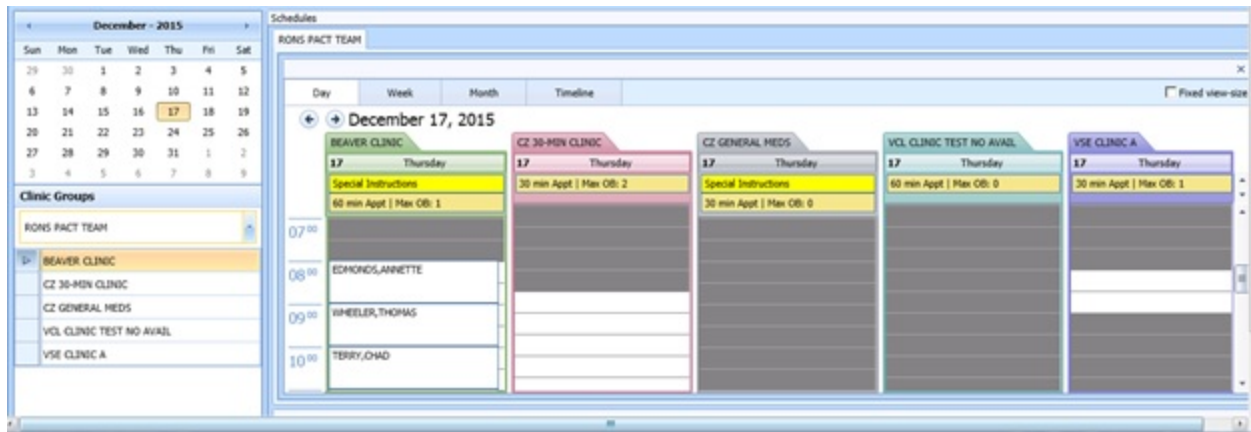 December - 2015
Sun Mon Tue Wed Thu Fri Sat
29 30 1 2 3 4 5
6 7 8 9 10 11 12
13 14 15 16 17 18 19
20 21 22 23 24 25 26
27 28 29 30 31 1 2
3 4 5 6 7 8 9
Clinic Groups
RONS PACT TEAM
BEAVER CLINIC
CZ 30-MIN CLINIC
CZ GENERAL MEDS
VCL CLINIC TEST NO AVAIL
VSE CLINIC A
Schedules
RONS PACT TEAM
Day Week Month Timeline Fixed view-size
December 17, 2015
BEAVER CLINIC CZ 30-MIN CLINIC CZ GENERAL MEDS VCL CLINIC TEST NO AVAIL VSE CLINIC A
17 Thursday 17 Thursday 17 Thursday 17 Thursday 17 Thursday
Special Instructions 30 min Appt | Max OB: 2 Special Instructions 60 min Appt | Max OB: 0 30 min Appt | Max OB: 1
60 min Appt | Max OB: 1 30 min Appt | Max OB: 0
07 00
08 00 EDMONDS,ANNETTE
09 00 WHEELER,THOMAS
10 00 TERRY,CHAD